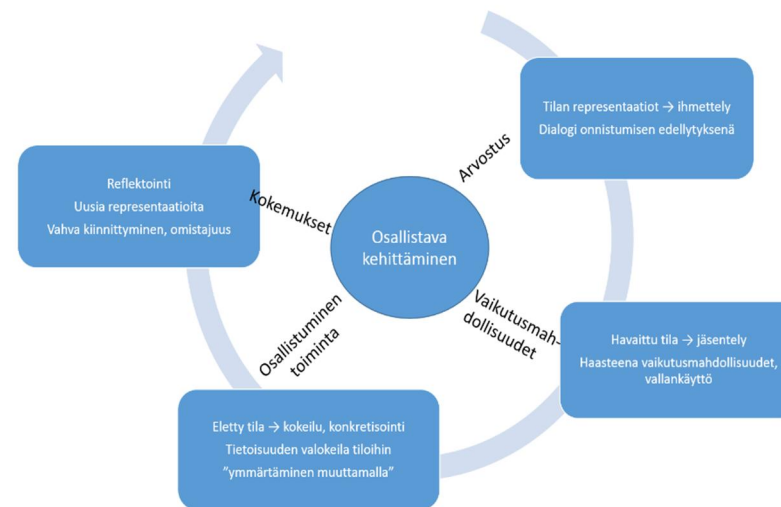 Tilan representaatiot → ihmettely
Dialogi onnistumisen edellytyksenä
Arvostus
Osallistava
kehittäminen
Vaikutusmah-
dollisuudet
Havaittu tila → jäsentely
Haasteena vaikutusmahdollisuudet,
vallankäyttö
Osallistuminen
toiminta
Eletty tila → kokeilu, konkretisointi
Tietoisuuden valokeila tiloihin
”ymmärtäminen muuttamalla”
Kokemukset
Reflektointi
Uusia representaatioita
Vahva kiinnittyminen, omistajuus